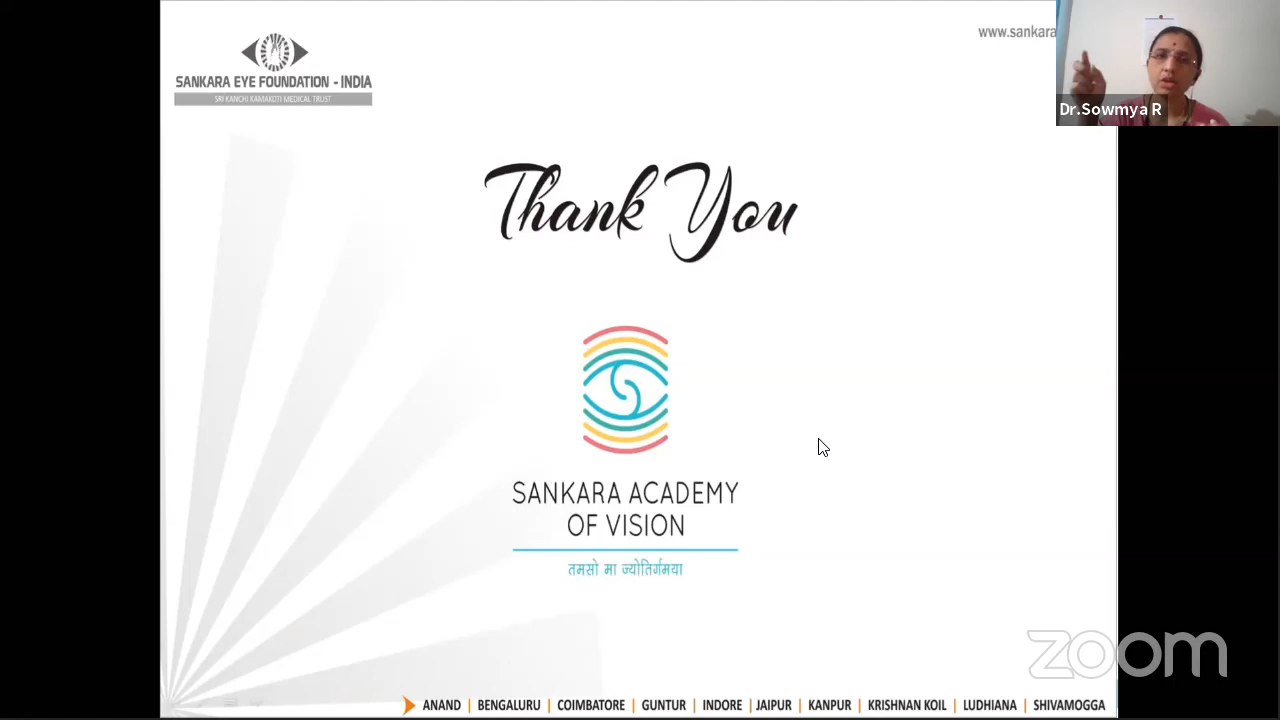 www.sankara
SANKARA EYE FOUNDATION - INDIA
SRI KANCHI KAMAKOTI MEDICAL TRUST
Dr.Sowmya R
Thank You
SANKARA ACADEMY
OF VISION
तमसो मा ज्योतिर्गमया
zoom
ANAND | BENGALURU | COIMBATORE | GUNTUR | INDORE | JAIPUR | KANPUR | KRISHNAN KOIL | LUDHIANA | SHIVAMOGGA